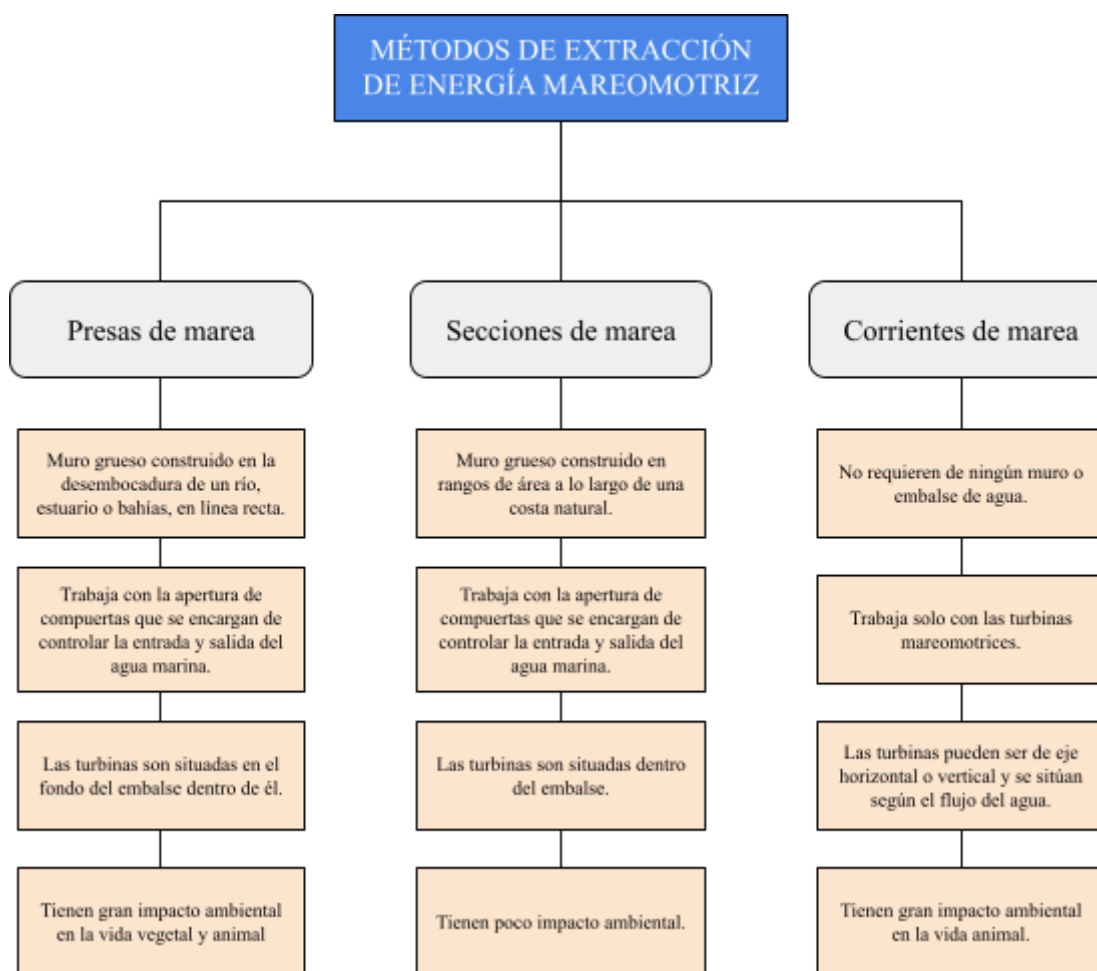 MÉTODOS DE EXTRACCIÓN
DE ENERGÍA MAREOMOTRIZ
Presas de marea
Muro grueso construido en la
desembocadura de un río,
estuario o bahías, en línea recta.
Trabaja con la apertura de
compuertas que se encargan de
controlar la entrada y salida del
agua marina.
Las turbinas son situadas en el
fondo del embalse dentro de él.
Tienen gran impacto ambiental
en la vida vegetal y animal
Secciones de marea
Muro grueso construido en
rangos de área a lo largo de una
costa natural.
Trabaja con la apertura de
compuertas que se encargan de
controlar la entrada y salida del
agua marina.
Las turbinas son situadas dentro
del embalse.
Tienen poco impacto ambiental.
Corrientes de marea
No requieren de ningún muro o
embalse de agua.
Trabaja solo con las turbinas
mareomotrices.
Las turbinas pueden ser de eje
horizontal o vertical y se sitúan
según el flujo del agua.
Tienen gran impacto ambiental
en la vida animal.